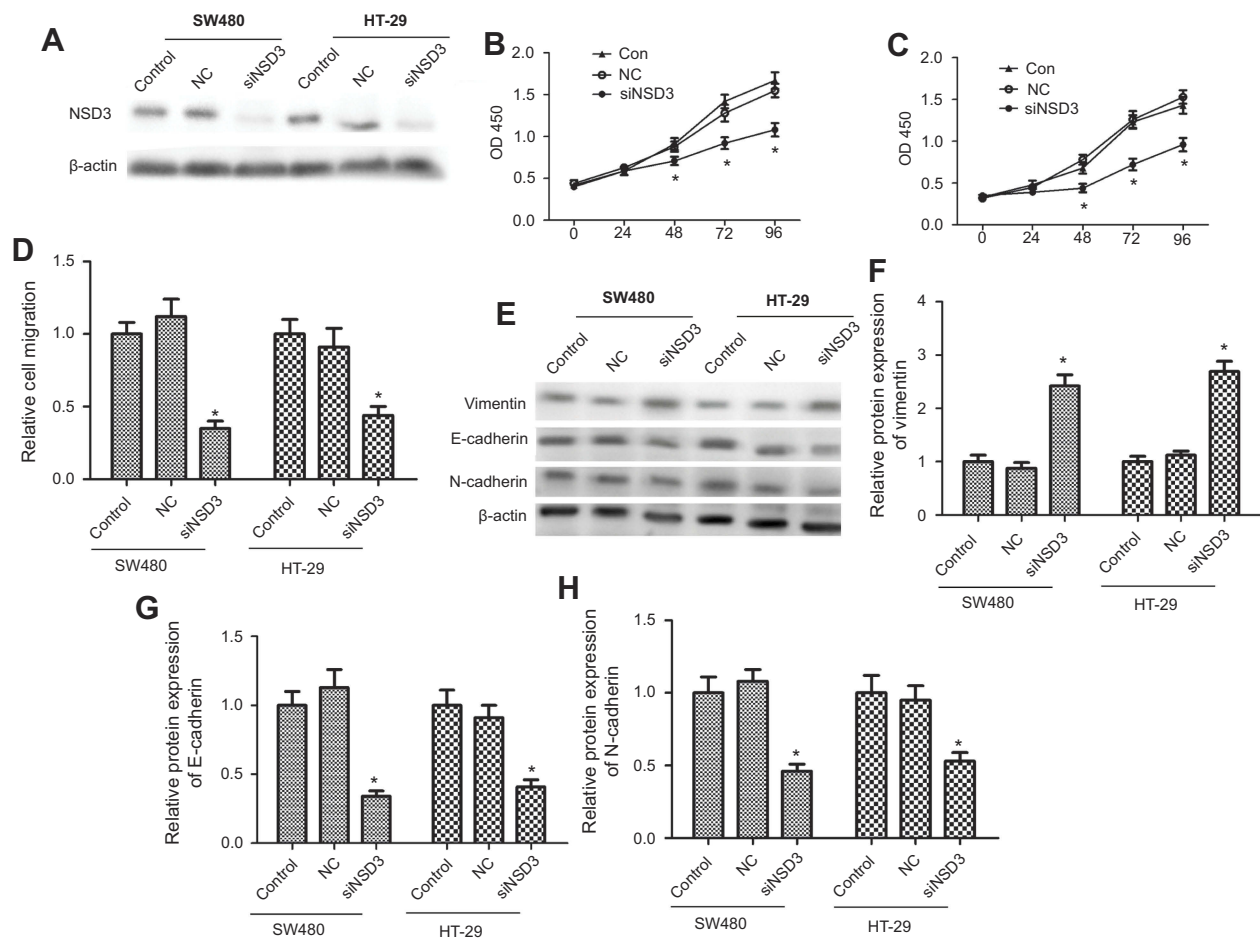 A
SW480 HT-29
Control NC siNSD3 Control NC siNSD3
NSD3
β-actin
B
Con
NC
siNSD3
OD 450
2.0
1.5
1.0
0.5
0.0
* * *
0 24 48 72 96
C
Con
NC
siNSD3
OD 450
2.0
1.5
1.0
0.5
0.0
* * *
0 24 48 72 96
D
Relative cell migration
1.5
1.0
0.5
0.0
* *
Control NC siNSD3 Control NC siNSD3
SW480 HT-29
E
SW480 HT-29
Control NC siNSD3 Control NC siNSD3
Vimentin
E-cadherin
N-cadherin
β-actin
F
Relative protein expression
of vimentin
4
3
2
1
0
* *
Control NC siNSD3 Control NC siNSD3
SW480 HT-29
G
Relative protein expression
of E-cadherin
1.5
1.0
0.5
0.0
* *
Control NC siNSD3 Control NC siNSD3
SW480 HT-29
H
Relative protein expression
of N-cadherin
1.5
1.0
0.5
0.0
* *
Control NC siNSD3 Control NC siNSD3
SW480 HT-29